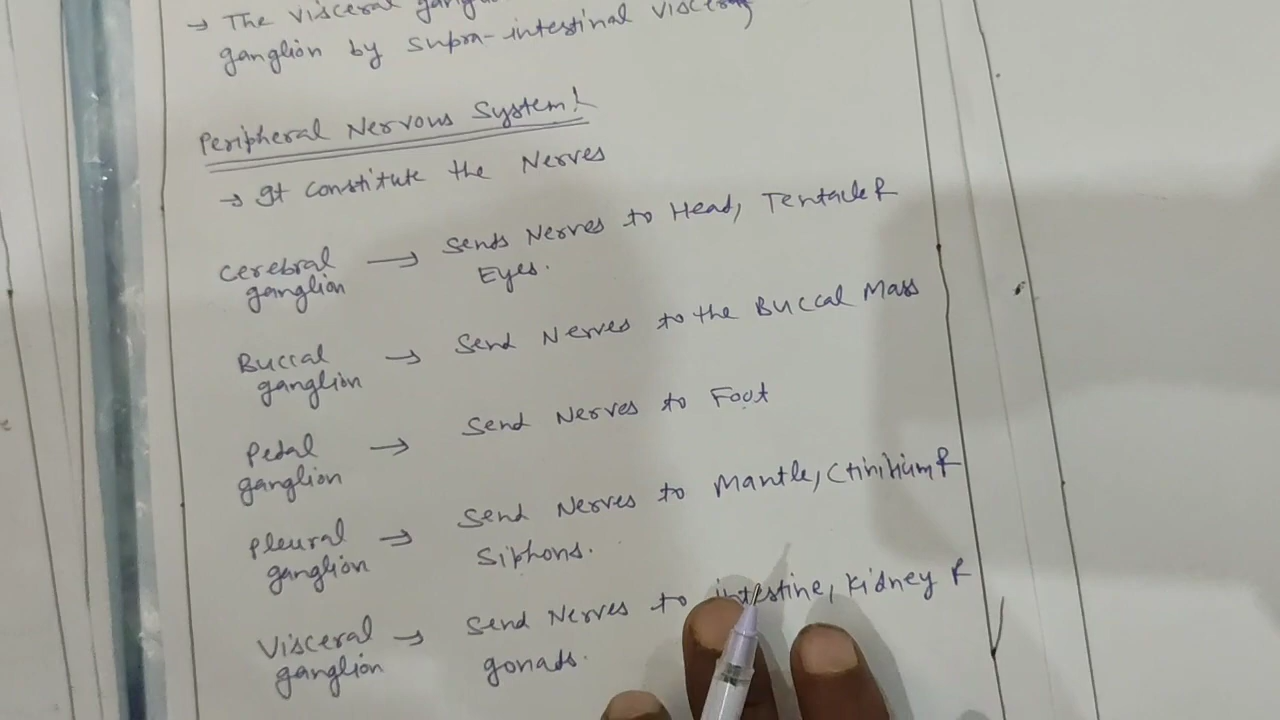 → The visceral
ganglion by supra-intestinal
Peripheral Nervous System!
→ It constitute the Nerves
Cerebral ganglion → Sends Nerves to Head, Tentacle &
Eyes.
Buccal ganglion → Send Nerves to the Buccal Mass
Pedal ganglion → Send Nerves to Foot
Pleural ganglion → Send Nerves to Mantle, &
Siphons.
Visceral ganglion → Send Nerves to intestine, Kidney &
gonads.